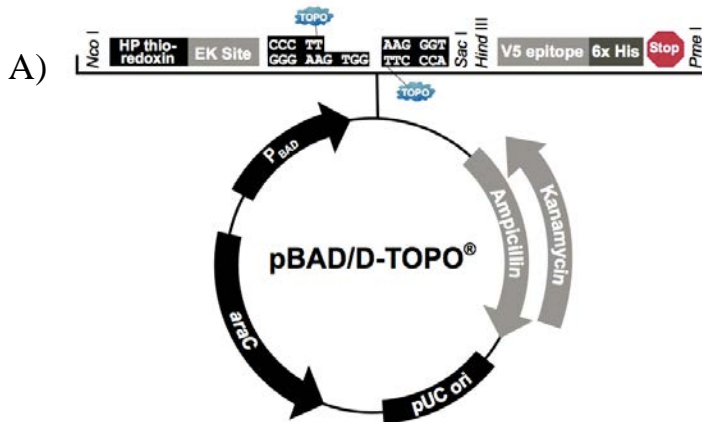 A)
Nco I
HP thio-
redoxin
EK Site
TOPO
CCC TT
GGG AAG TGG
AAG GGT
TTC CCA
TOPO
Sac I
Hind III
V5 epitope
6x His
Stop
Pme I
PBAD
Ampicillin
Kanamycin
pBAD/D-TOPO®
araC
pUC ori